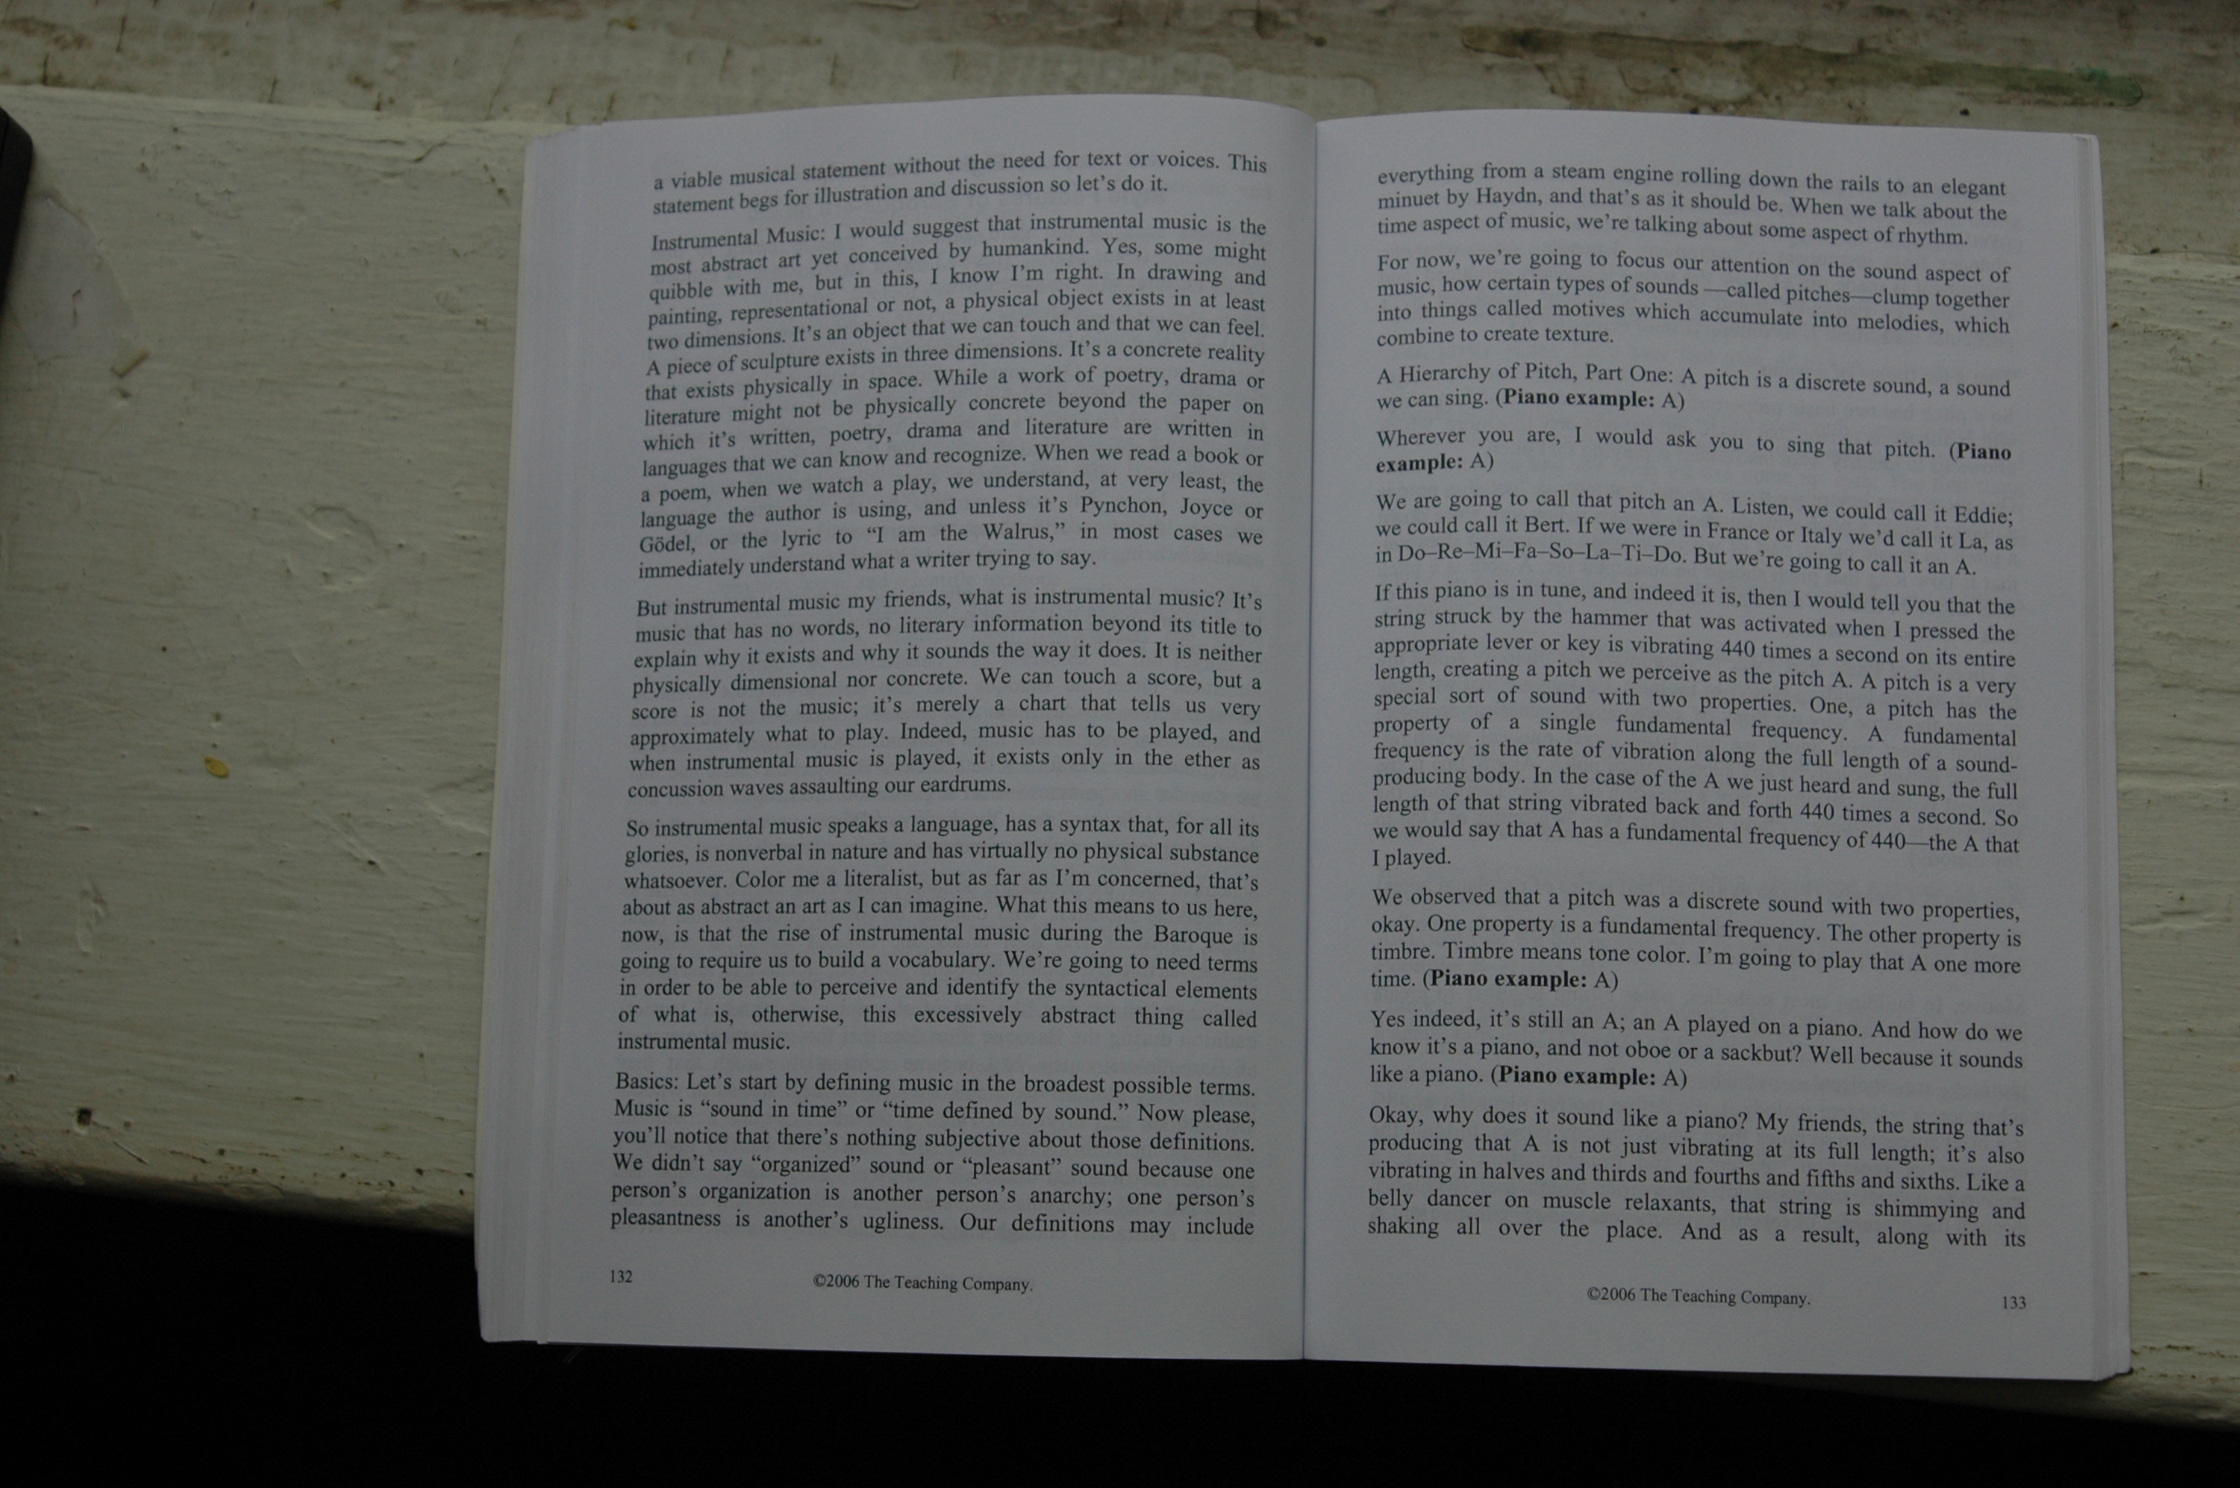 a viable musical statement without the need for text or voices. This
statement begs for illustration and discussion so let's do it.
Instrumental Music: I would suggest that instrumental music is the
most abstract art yet conceived by humankind. Yes, some might
quibble with me, but in this, I know I'm right. In drawing and
painting, representational or not, a physical object exists in at least
two dimensions. It's an object that we can touch and that we can feel.
A piece of sculpture exists in three dimensions. It's a concrete reality
that exists physically in space. While a work of poetry, drama or
literature might not be physically concrete beyond the paper on
which it's written, poetry, drama and literature are written in
languages that we can know and recognize. When we read a book or
a poem, when we watch a play, we understand, at very least, the
language the author is using, and unless it's Pynchon, Joyce or
Gödel, or the lyric to “I am the Walrus,” in most cases we
immediately understand what a writer trying to say.
But instrumental music my friends, what is instrumental music? It's
music that has no words, no literary information beyond its title to
explain why it exists and why it sounds the way it does. It is neither
physically dimensional nor concrete. We can touch a score, but a
score is not the music; it's merely a chart that tells us very
approximately what to play. Indeed, music has to be played, and
when instrumental music is played, it exists only in the ether as
concussion waves assaulting our eardrums.
So instrumental music speaks a language, has a syntax that, for all its
glories, is nonverbal in nature and has virtually no physical substance
whatsoever. Color me a literalist, but as far as I'm concerned, that's
about as abstract an art as I can imagine. What this means to us here,
now, is that the rise of instrumental music during the Baroque is
going to require us to build a vocabulary. We're going to need terms
in order to be able to perceive and identify the syntactical elements
of what is, otherwise, this excessively abstract thing called
instrumental music.
Basics: Let's start by defining music in the broadest possible terms.
Music is “sound in time” or “time defined by sound.” Now please,
you'll notice that there's nothing subjective about those definitions.
We didn't say “organized” sound or “pleasant” sound because one
person's organization is another person's anarchy; one person's
pleasantness is another's ugliness. Our definitions may include
132
©2006 The Teaching Company.
everything from a steam engine rolling down the rails to an elegant
minuet by Haydn, and that's as it should be. When we talk about the
time aspect of music, we're talking about some aspect of rhythm.
For now, we're going to focus our attention on the sound aspect of
music, how certain types of sounds —called pitches—clump together
into things called motives which accumulate into melodies, which
combine to create texture.
A Hierarchy of Pitch, Part One: A pitch is a discrete sound, a sound
we can sing. (Piano example: A)
Wherever you are, I would ask you to sing that pitch. (Piano
example: A)
We are going to call that pitch an A. Listen, we could call it Eddie;
we could call it Bert. If we were in France or Italy we'd call it La, as
in Do–Re–Mi–Fa–So–La–Ti–Do. But we're going to call it an A.
If this piano is in tune, and indeed it is, then I would tell you that the
string struck by the hammer that was activated when I pressed the
appropriate lever or key is vibrating 440 times a second on its entire
length, creating a pitch we perceive as the pitch A. A pitch is a very
special sort of sound with two properties. One, a pitch has the
property of a single fundamental frequency. A fundamental
frequency is the rate of vibration along the full length of a sound-
producing body. In the case of the A we just heard and sung, the full
length of that string vibrated back and forth 440 times a second. So
we would say that A has a fundamental frequency of 440—the A that
I played.
We observed that a pitch was a discrete sound with two properties,
okay. One property is a fundamental frequency. The other property is
timbre. Timbre means tone color. I'm going to play that A one more
time. (Piano example: A)
Yes indeed, it's still an A; an A played on a piano. And how do we
know it's a piano, and not oboe or a sackbut? Well because it sounds
like a piano. (Piano example: A)
Okay, why does it sound like a piano? My friends, the string that's
producing that A is not just vibrating at its full length; it's also
vibrating in halves and thirds and fourths and fifths and sixths. Like a
belly dancer on muscle relaxants, that string is shimmying and
shaking all over the place. And as a result, along with its
©2006 The Teaching Company.
133